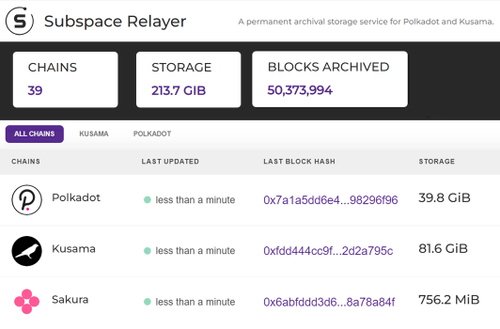 Subspace Relayer
A permanent archival storage service for Polkadot and Kusama.
CHAINS STORAGE BLOCKS ARCHIVED
39 213.7 GIB 50,373,994
ALL CHAINS KUSAMA POLKADOT
CHAINS LAST UPDATED LAST BLOCK HASH STORAGE
Polkadot less than a minute 0x7a1a5dd6e4...98296f96 39.8 GiB
Kusama less than a minute 0xfdd444cc9f...2d2a795c 81.6 GiB
Sakura less than a minute 0x6abfddd3d6...8a78a84f 756.2 MiB